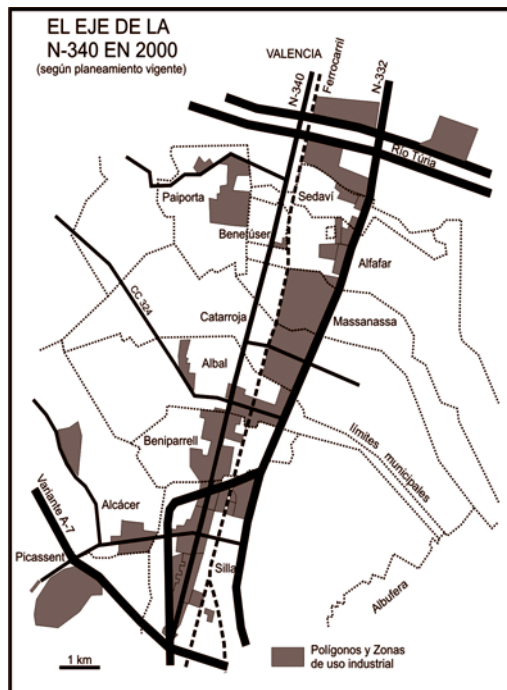 EL EJE DE LA
N-340 EN 2000
(según planeamiento vigente)
VALENCIA
N-340
Ferrocarril
N-332
Río Túria
Paiporta
Sedaví
Benetúser
Alfafar
CC 324
Catarroja
Massanassa
Albal
Beniparrell
límites municipales
Variante A-7
Alcácer
Picassent
Silla
Albufera
1 km
Polígonos y Zonas
de uso industrial